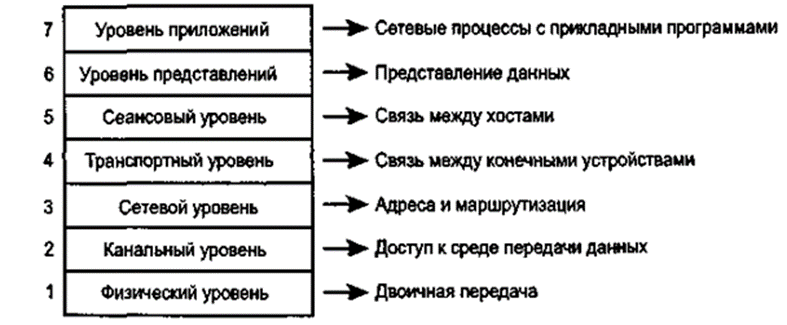 7 Уровень приложений Сетевые процессы с прикладными программами
6 Уровень представлений Представление данных
5 Сеансовый уровень Связь между хостами
4 Транспортный уровень Связь между конечными устройствами
3 Сетевой уровень Адреса и маршрутизация
2 Канальный уровень Доступ к среде передачи данных
1 Физический уровень Двоичная передача